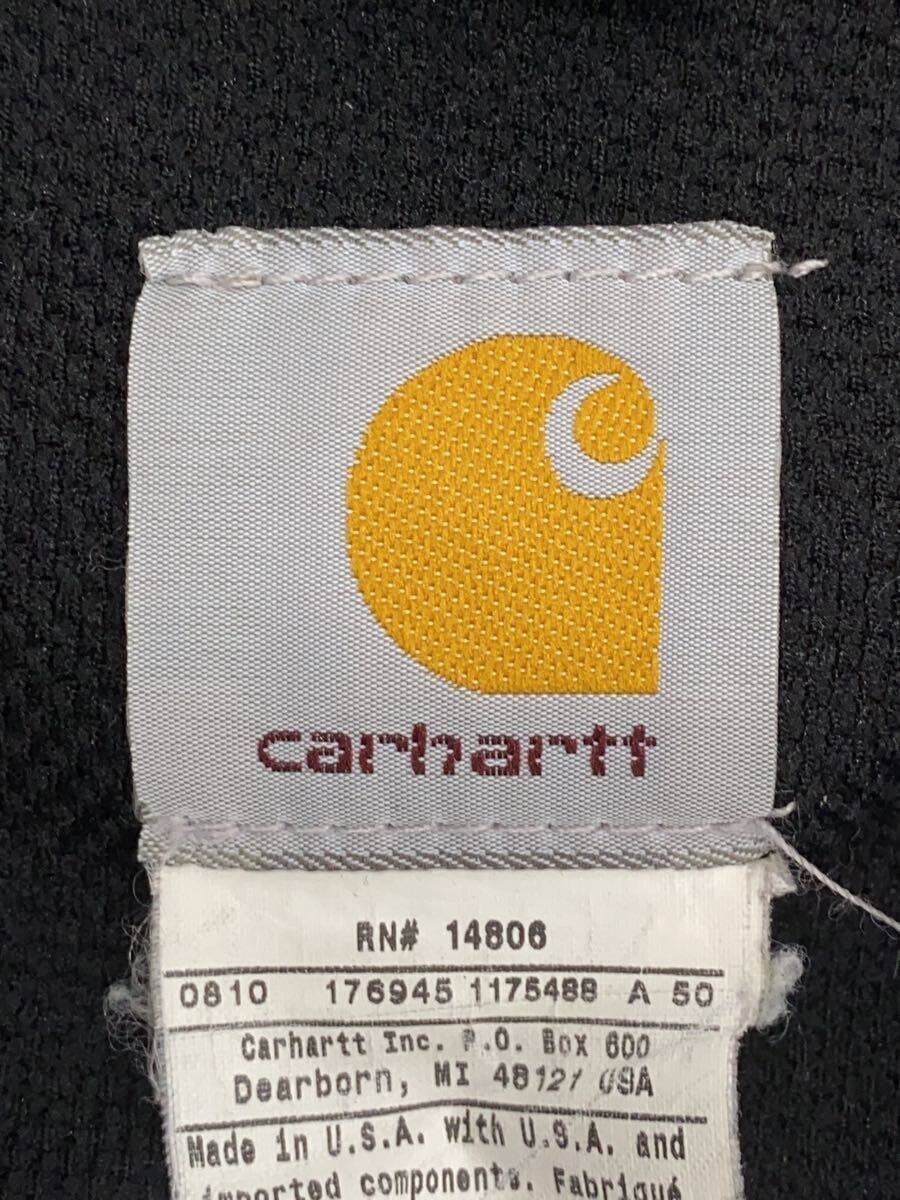 carhartt
RN# 14806
0810 176945 1175488 A 50
Carhartt Inc. P.O. Box 600
Dearborn, MI 48121 USA
Made in U.S.A. with U.S.A. and
imported components. Fabriqué